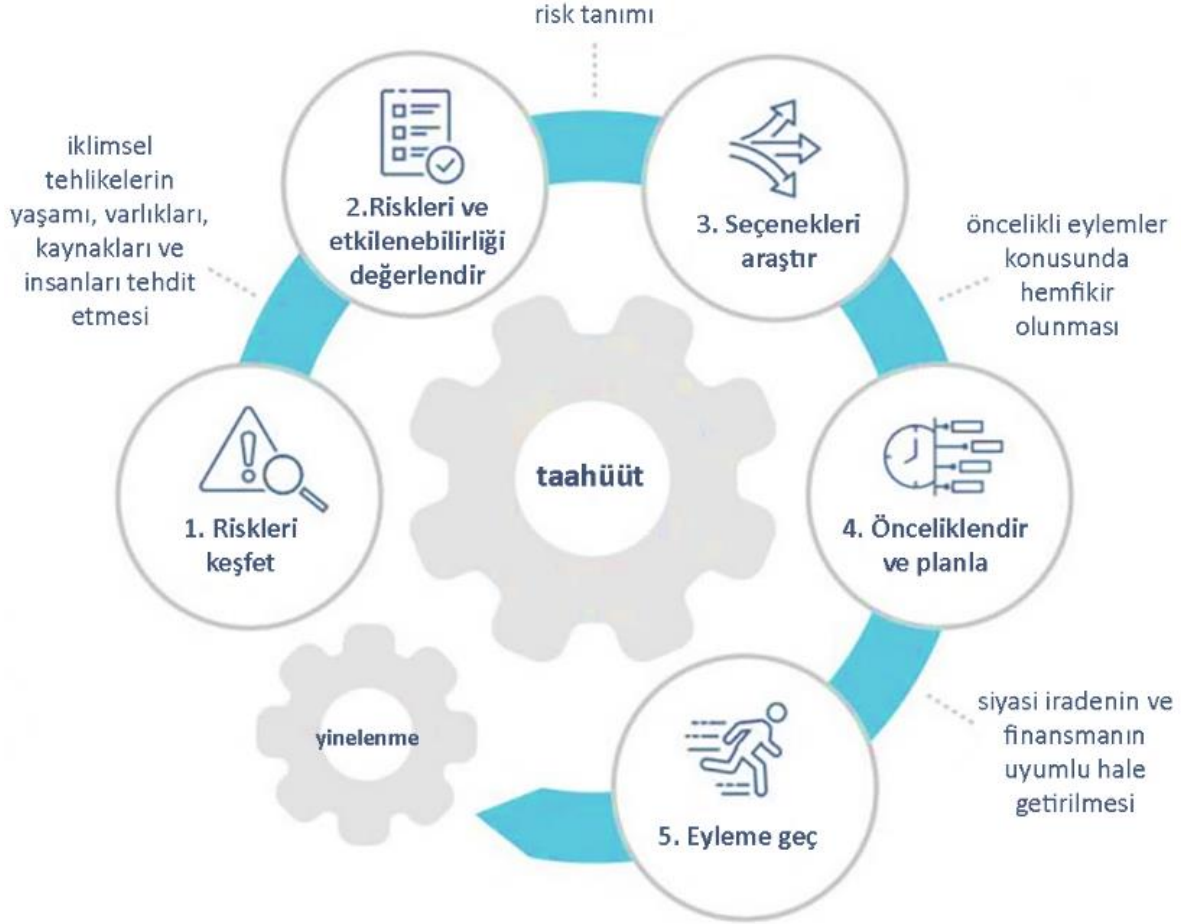 risk tanımı
iklimsel
tehlikelerin
yaşamı, varlıkları,
kaynakları ve
insanları tehdit
etmesi
2.Riskleri ve
etkilenebilirliği
değerlendir
3. Seçenekleri
araştır
öncelikli eylemler
konusunda
hemfikir
olunması
1. Riskleri
keşfet
taahüüt
4. Önceliklendir
ve planla
yinelenme
5. Eyleme geç
siyasi iradenin ve
finansmanın
uyumlu hale
getirilmesi